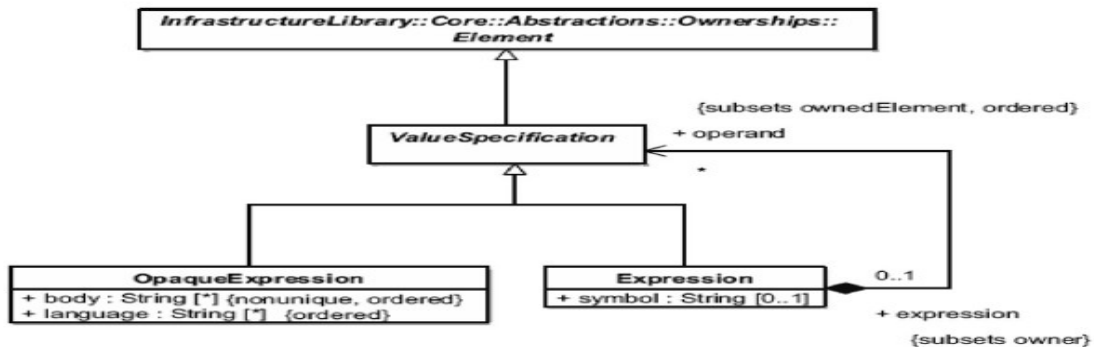 InfrastructureLibrary::Core::Abstractions::Ownerships::
Element
{subsets ownedElement, ordered}
ValueSpecification
+ operand
*
OpaqueExpression
+ body : String [*] {nonunique, ordered}
+ language : String [*] {ordered}
Expression
+ symbol : String [0..1]
0..1
+ expression
{subsets owner}